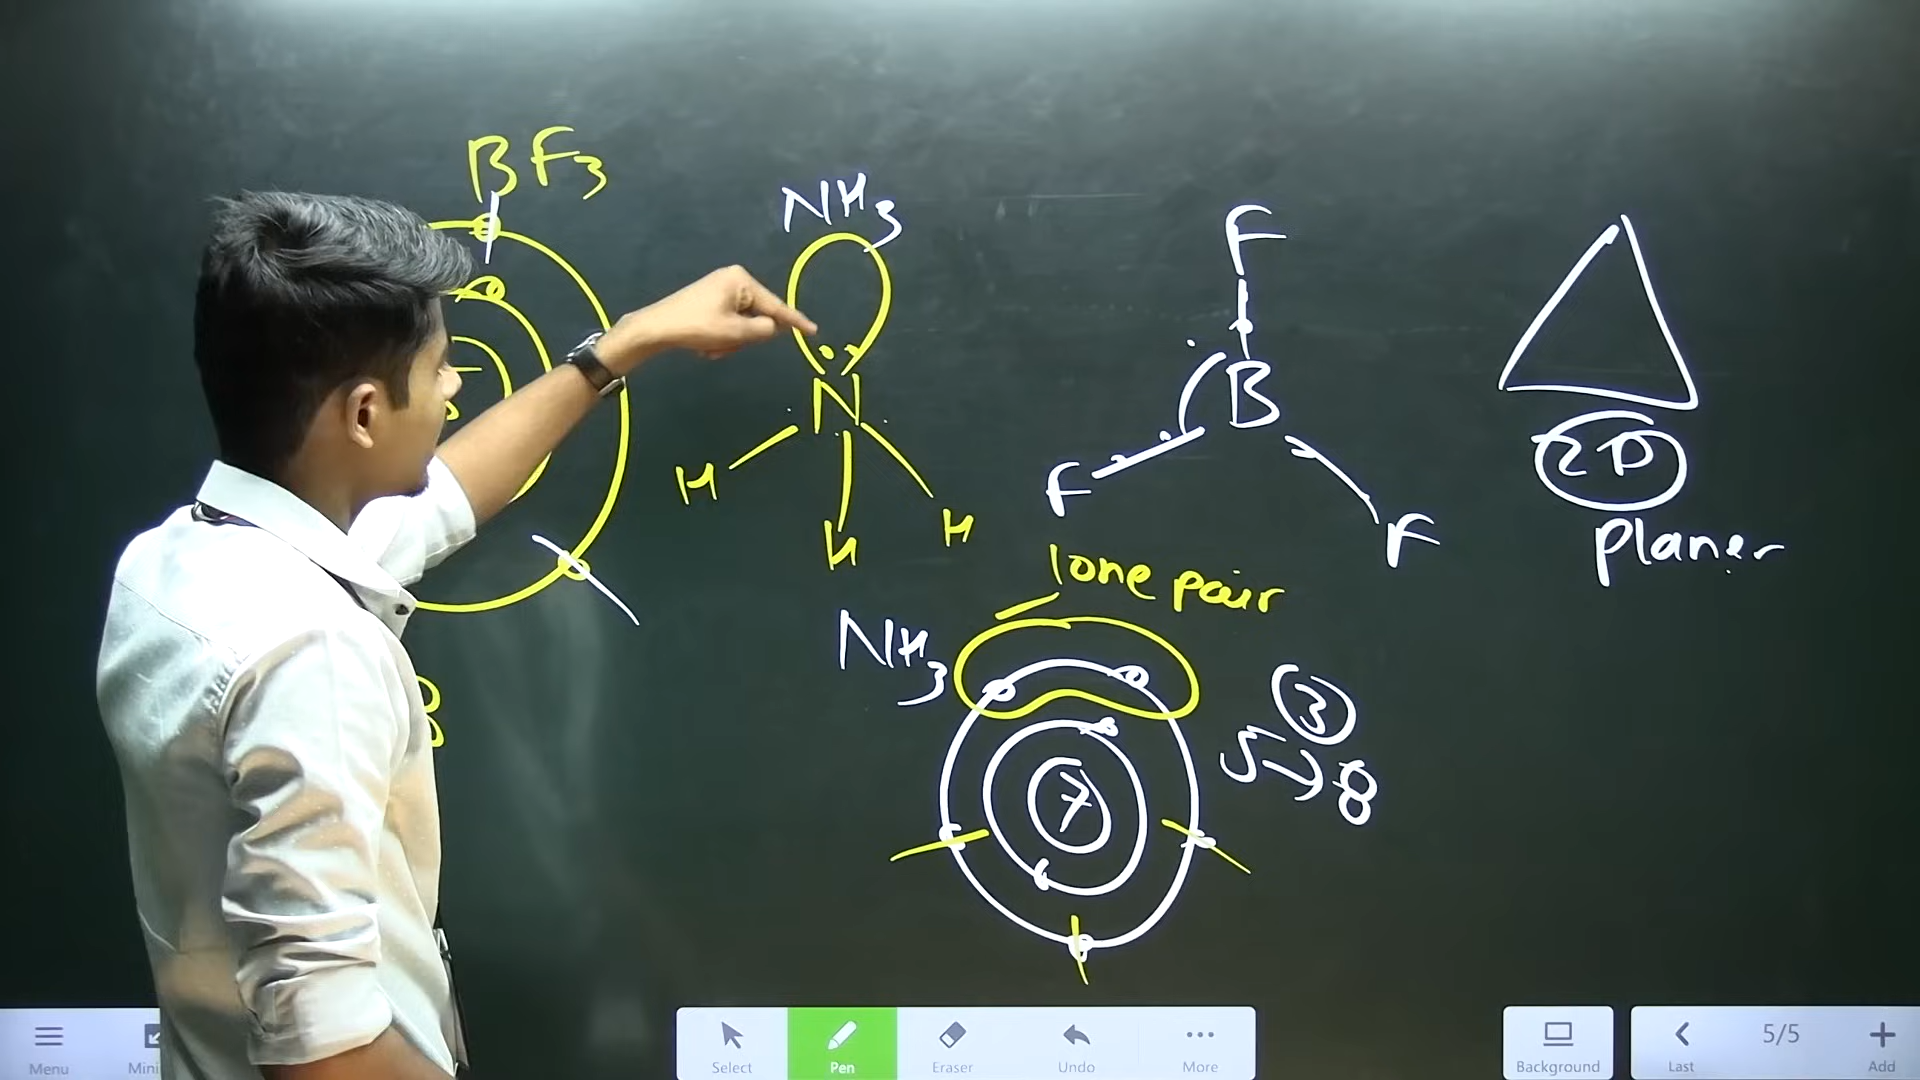 BF3
NH3
N
H
H
H
F
B
F
F
2D
planer
lone pair
NH3
7
3
5→8
Menu
Mini
Select
Pen
Eraser
Undo
More
Background
Last
5/5
Add